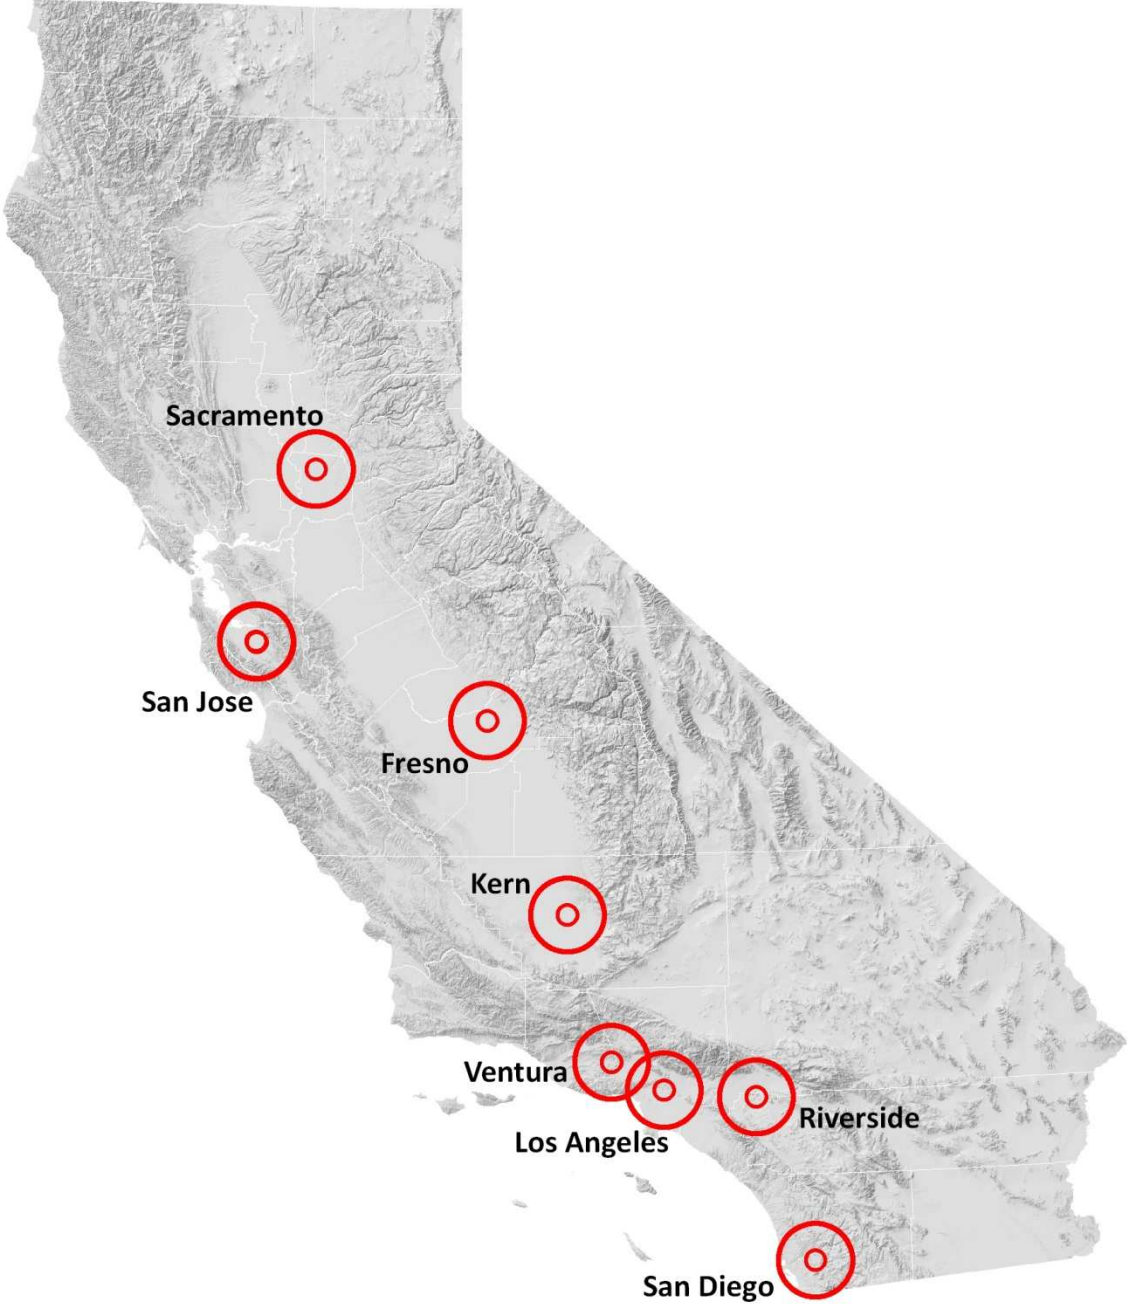 Sacramento
San Jose
Fresno
Kern
Ventura
Los Angeles
Riverside
San Diego